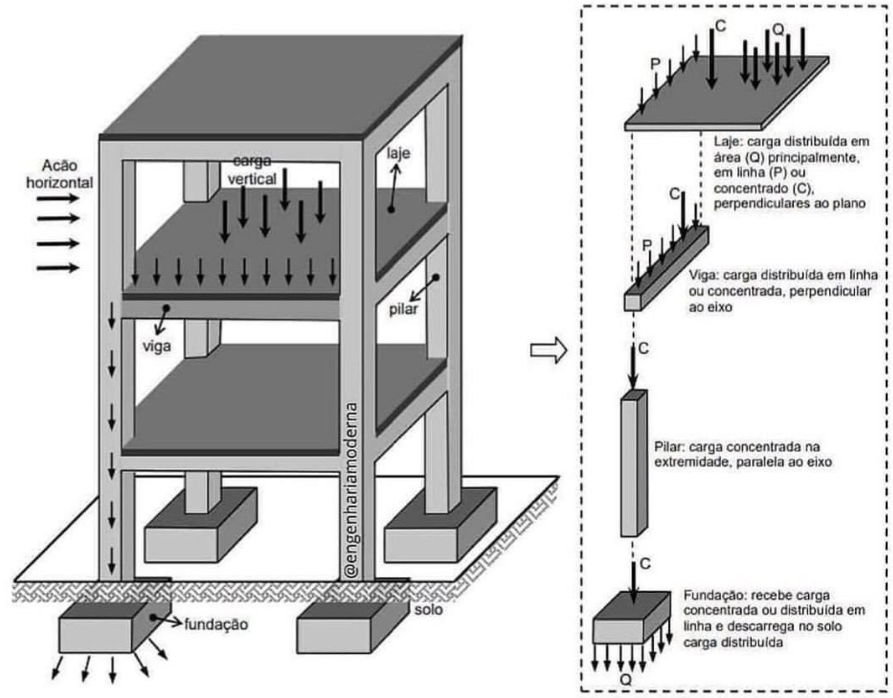 Acão
horizontal
carga
vertical
laje
pilar
viga
@engenhariamoderna
solo
fundação
C
Q
P
Laje: carga distribuída em
área (Q) principalmente,
em linha (P) ou
concentrado (C),
perpendiculares ao plano
C
P
Viga: carga distribuída em linha
ou concentrada, perpendicular
ao eixo
C
Pilar: carga concentrada na
extremidade, paralela ao eixo
C
Fundação: recebe carga
concentrada ou distribuída em
linha e descarrega no solo
carga distribuída
Q